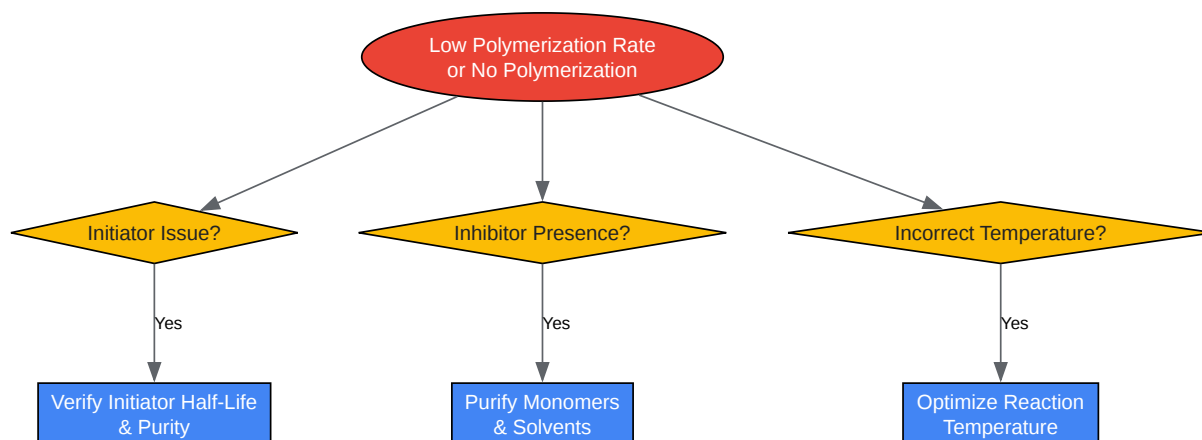 Low Polymerization Rate
or No Polymerization
Initiator Issue?
Inhibitor Presence?
Incorrect Temperature?
Yes
Yes
Yes
Verify Initiator Half-Life
& Purity
Purify Monomers
& Solvents
Optimize Reaction
Temperature